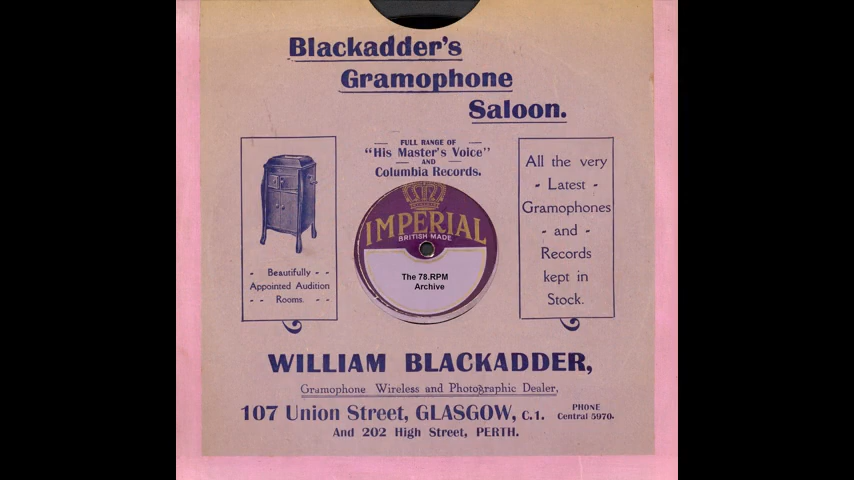 Blackadder's
Gramophone
Saloon.
FULL RANGE OF
"His Master's Voice"
AND
Columbia Records.
- Beautifully - -
Appointed Audition
- - Rooms. - -
IMPERIAL
BRITISH MADE
The 78.RPM
Archive
All the very
- Latest -
Gramophones
- and -
Records
kept in
Stock.
WILLIAM BLACKADDER,
Gramophone Wireless and Photographic Dealer,
107 Union Street, GLASGOW, C.1.
PHONE
Central 5970.
And 202 High Street, PERTH.